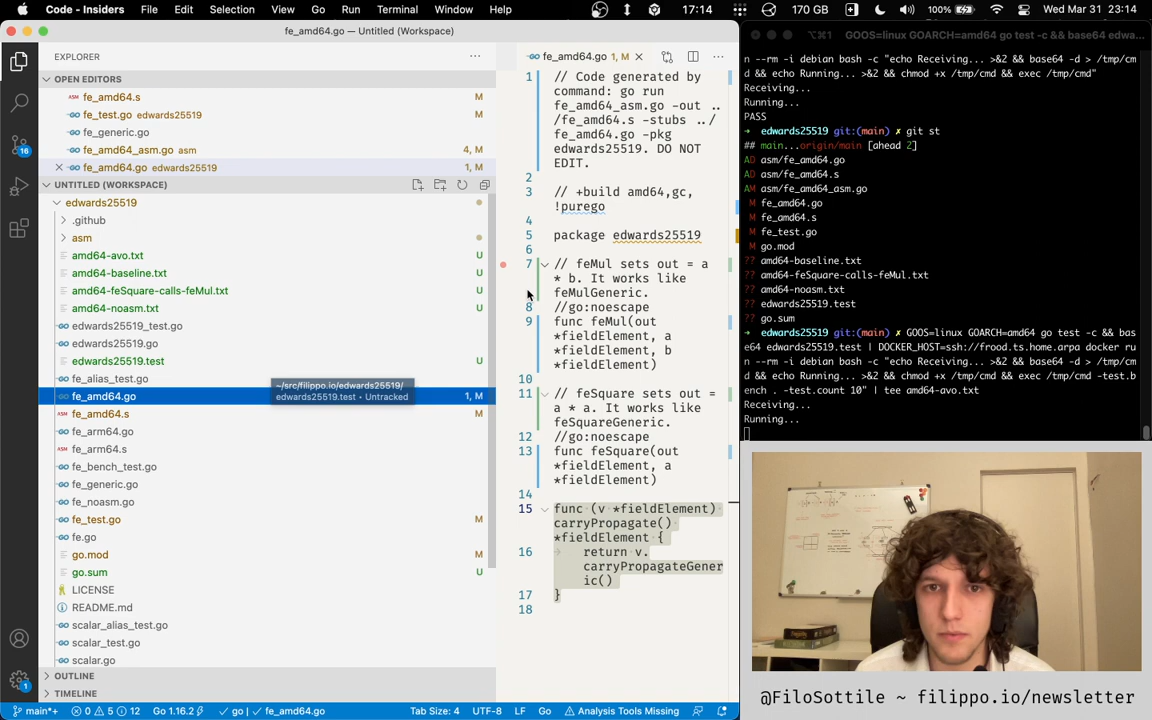 Code - Insiders File Edit Selection View Go Run Terminal Window Help 17:14 170 GB 100% Wed Mar 31 23:14
fe_amd64.go — Untitled (Workspace)
EXPLORER
OPEN EDITORS
fe_amd64.s M
fe_test.go edwards25519 M
fe_generic.go
fe_amd64_asm.go asm 4, M
fe_amd64.go edwards25519 1, M
UNTITLED (WORKSPACE)
edwards25519
.github
asm
amd64-avo.txt U
amd64-baseline.txt U
amd64-feSquare-calls-feMul.txt U
amd64-noasm.txt U
edwards25519_test.go
edwards25519.go
edwards25519.test U
fe_alias_test.go
~/src/filippo.io/edwards25519/
edwards25519.test • Untracked
fe_amd64.go 1, M
fe_amd64.s M
fe_arm64.go
fe_arm64.s
fe_bench_test.go
fe_generic.go
fe_noasm.go
fe_test.go M
fe.go
go.mod M
go.sum U
LICENSE
README.md
scalar_alias_test.go
scalar_test.go
scalar.go
OUTLINE
TIMELINE
fe_amd64.go 1, M
1 // Code generated by
command: go run
fe_amd64_asm.go -out ..
/fe_amd64.s -stubs ../
fe_amd64.go -pkg
edwards25519. DO NOT
EDIT.
2
3 // +build amd64,gc,
!purego
4
5 package edwards25519
6
7 // feMul sets out = a
* b. It works like
feMulGeneric.
8 //go:noescape
9 func feMul(out
*fieldElement, a
*fieldElement, b
*fieldElement)
10
11 // feSquare sets out =
a * a. It works like
feSquareGeneric.
12 //go:noescape
13 func feSquare(out
*fieldElement, a
*fieldElement)
14
15 func (v *fieldElement)
carryPropagate()
*fieldElement {
16 return v.
carryPropagateGener
ic()
17 }
18
main*+ 0 5 12 Go 1.16.2 go | fe_amd64.go Tab Size: 4 UTF-8 LF Go Analysis Tools Missing
⌥⌘1 GOOS=linux GOARCH=amd64 go test -c && base64 edwa...
n --rm -i debian bash -c "echo Receiving... >&2 && base64 -d > /tmp/cm
d && echo Running... >&2 && chmod +x /tmp/cmd && exec /tmp/cmd"
Receiving...
Running...
PASS
➜ edwards25519 git:(main) ✗ git st
## main...origin/main [ahead 2]
AD asm/fe_amd64.go
AD asm/fe_amd64.s
AM asm/fe_amd64_asm.go
M fe_amd64.go
M fe_amd64.s
M fe_test.go
M go.mod
?? amd64-baseline.txt
?? amd64-feSquare-calls-feMul.txt
?? amd64-noasm.txt
?? edwards25519.test
?? go.sum
➜ edwards25519 git:(main) ✗ GOOS=linux GOARCH=amd64 go test -c && bas
e64 edwards25519.test | DOCKER_HOST=ssh://frood.ts.home.arpa docker ru
n --rm -i debian bash -c "echo Receiving... >&2 && base64 -d > /tmp/cm
d && echo Running... >&2 && chmod +x /tmp/cmd && exec /tmp/cmd -test.b
ench . -test.count 10" | tee amd64-avo.txt
Receiving...
Running...
@FiloSottile ~ filippo.io/newsletter